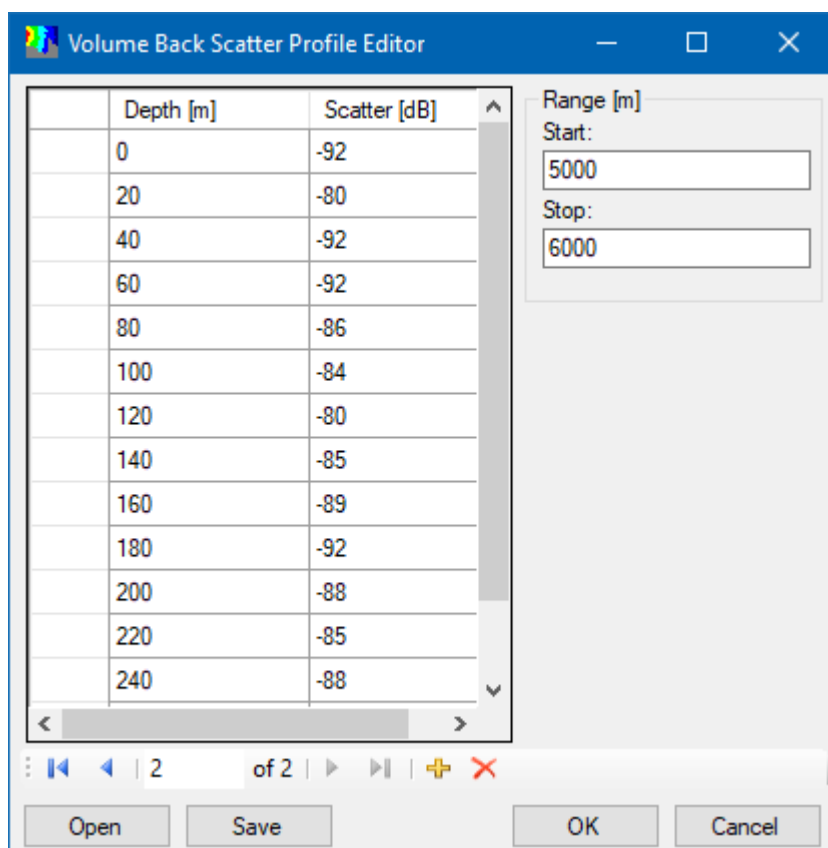 Volume Back Scatter Profile Editor
Depth [m] Scatter [dB]
0 -92
20 -80
40 -92
60 -92
80 -86
100 -84
120 -80
140 -85
160 -89
180 -92
200 -88
220 -85
240 -88
Range [m]
Start:
5000
Stop:
6000
2 of 2
Open Save OK Cancel